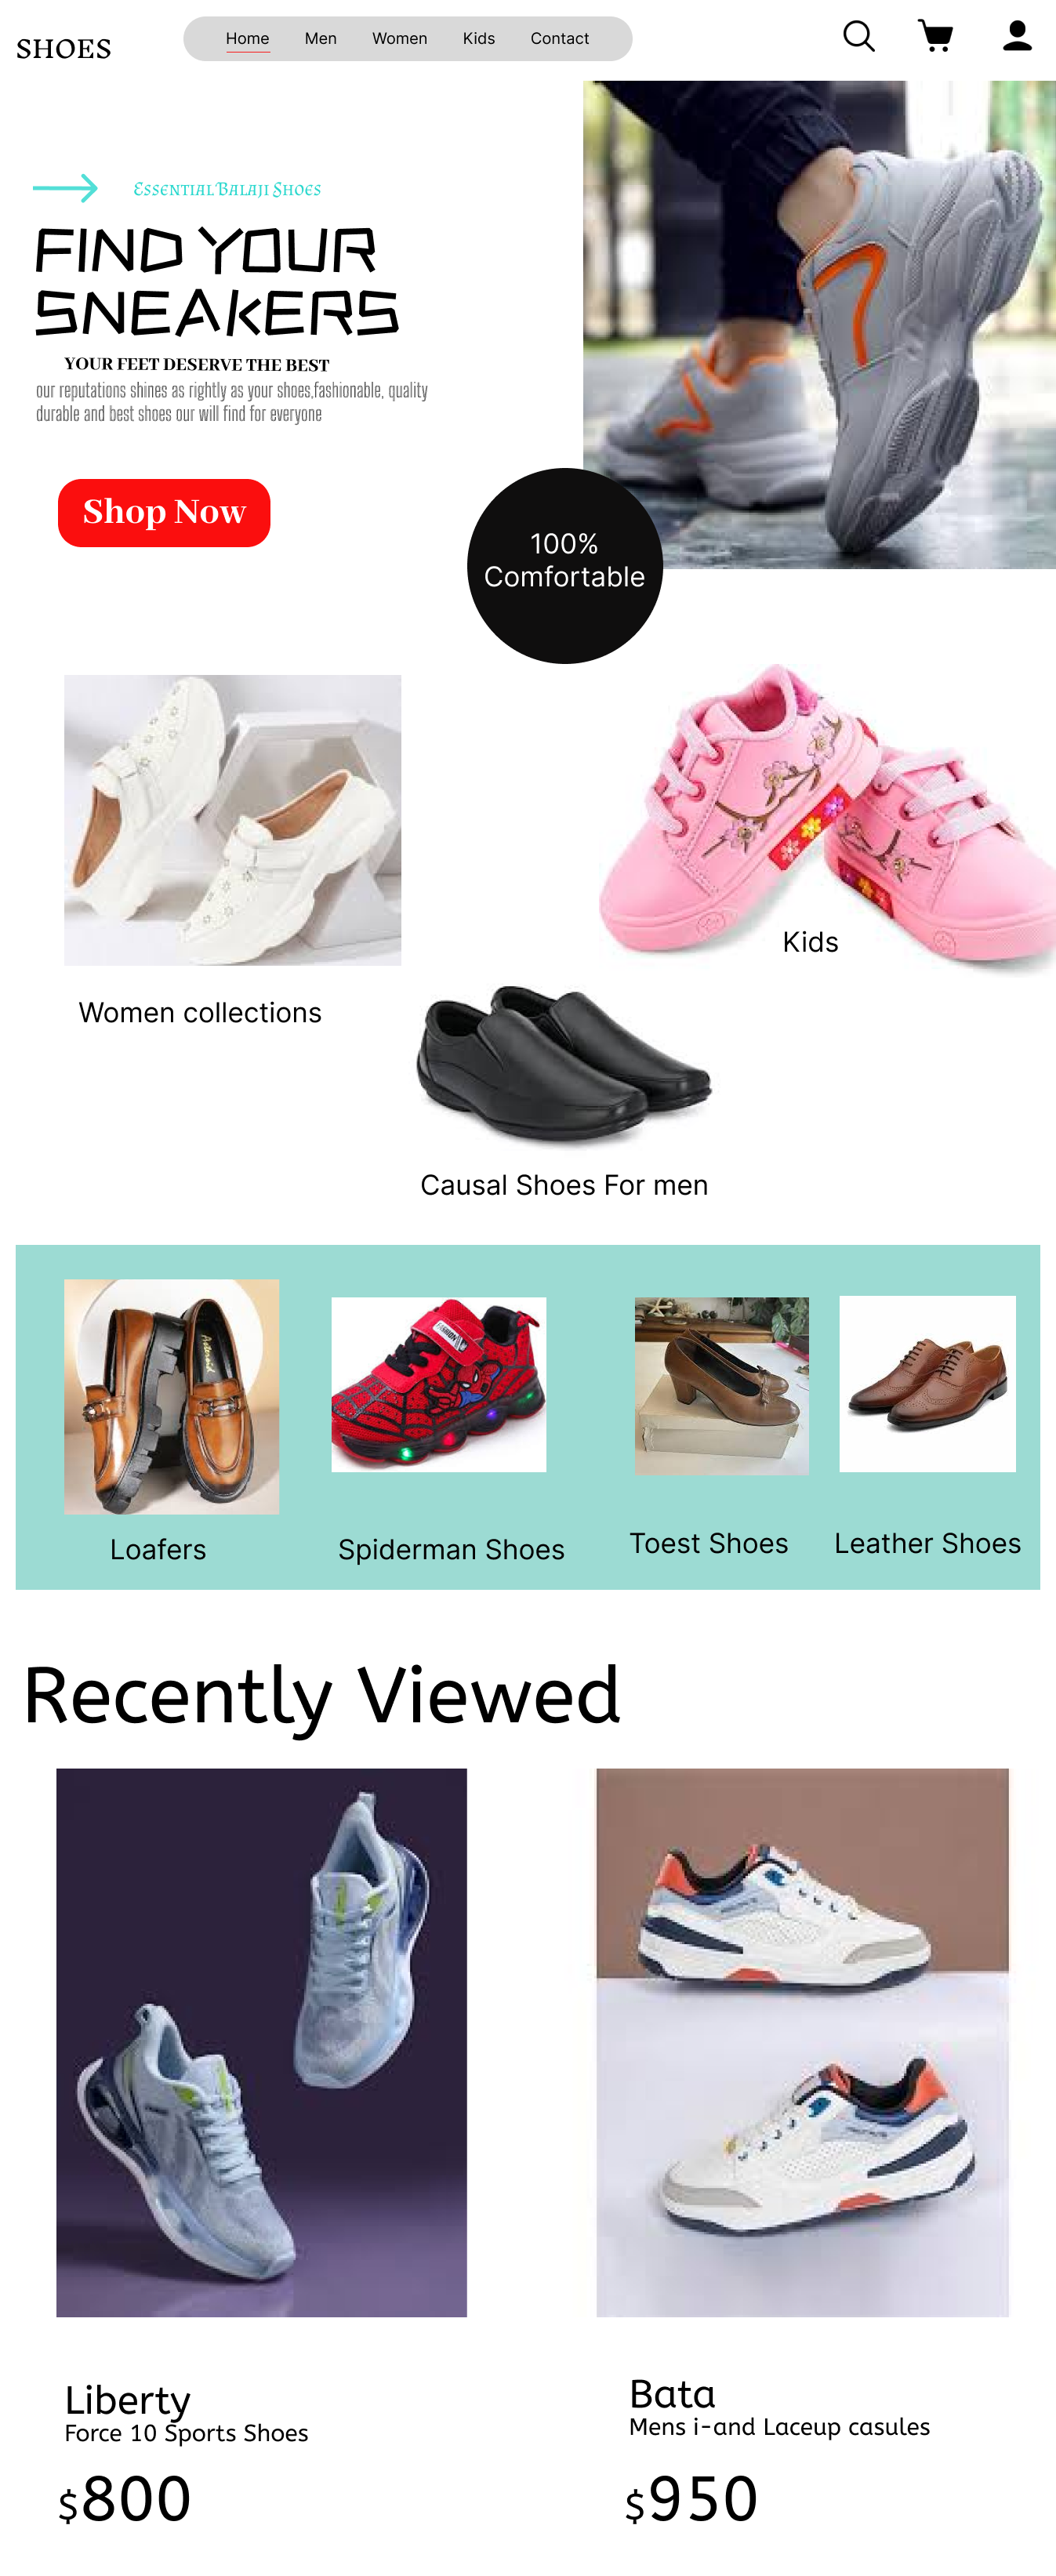 SHOES
Home Men Women Kids Contact
Essential Balaji Shoes
FIND YOUR
SNEAKERS
YOUR FEET DESERVE THE BEST
our reputations shines as rightly as your shoes,fashionable, quality
durable and best shoes our will find for everyone
Shop Now
100%
Comfortable
Kids
Women collections
Causal Shoes For men
FASHION
Loafers
Spiderman Shoes
Toest Shoes
Leather Shoes
Recently Viewed
Liberty
Force 10 Sports Shoes
$800
Bata
Mens i-and Laceup casules
$950